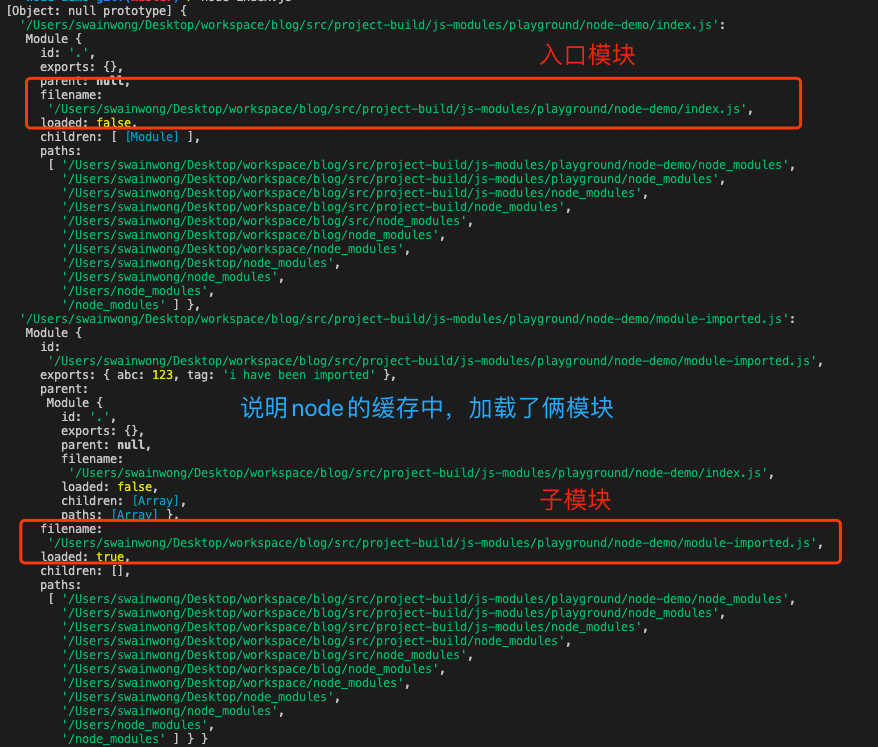 [Object: null prototype] {
'/Users/swainwong/Desktop/workspace/blog/src/project-build/js-modules/playground/node-demo/index.js':
Module {
id: '.',
入口模块
exports: {},
parent: null,
filename:
'/Users/swainwong/Desktop/workspace/blog/src/project-build/js-modules/playground/node-demo/index.js',
loaded: false,
children: [ [Module] ],
paths:
[ '/Users/swainwong/Desktop/workspace/blog/src/project-build/js-modules/playground/node-demo/node_modules',
'/Users/swainwong/Desktop/workspace/blog/src/project-build/js-modules/playground/node_modules',
'/Users/swainwong/Desktop/workspace/blog/src/project-build/js-modules/node_modules',
'/Users/swainwong/Desktop/workspace/blog/src/project-build/node_modules',
'/Users/swainwong/Desktop/workspace/blog/src/node_modules',
'/Users/swainwong/Desktop/workspace/blog/node_modules',
'/Users/swainwong/Desktop/workspace/node_modules',
'/Users/swainwong/Desktop/node_modules',
'/Users/swainwong/node_modules',
'/Users/node_modules',
'/node_modules' ] },
'/Users/swainwong/Desktop/workspace/blog/src/project-build/js-modules/playground/node-demo/module-imported.js':
Module {
id:
'/Users/swainwong/Desktop/workspace/blog/src/project-build/js-modules/playground/node-demo/module-imported.js',
exports: { abc: 123, tag: 'i have been imported' },
parent:
Module {
说明node的缓存中，加载了俩模块
id: '.',
exports: {},
parent: null,
filename:
'/Users/swainwong/Desktop/workspace/blog/src/project-build/js-modules/playground/node-demo/index.js',
loaded: false,
children: [Array],
子模块
paths: [Array] },
filename:
'/Users/swainwong/Desktop/workspace/blog/src/project-build/js-modules/playground/node-demo/module-imported.js',
loaded: true,
children: [],
paths:
[ '/Users/swainwong/Desktop/workspace/blog/src/project-build/js-modules/playground/node-demo/node_modules',
'/Users/swainwong/Desktop/workspace/blog/src/project-build/js-modules/playground/node_modules',
'/Users/swainwong/Desktop/workspace/blog/src/project-build/js-modules/node_modules',
'/Users/swainwong/Desktop/workspace/blog/src/project-build/node_modules',
'/Users/swainwong/Desktop/workspace/blog/src/node_modules',
'/Users/swainwong/Desktop/workspace/blog/node_modules',
'/Users/swainwong/Desktop/workspace/node_modules',
'/Users/swainwong/Desktop/node_modules',
'/Users/swainwong/node_modules',
'/Users/node_modules',
'/node_modules' ] } }